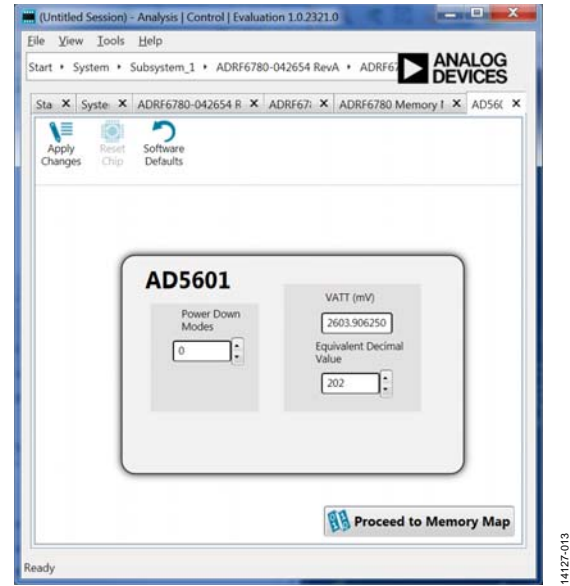 (Untitled Session) - Analysis | Control | Evaluation 1.0.2321.0
File View Tools Help
Start System Subsystem_1 ADRF6780-042654 RevA ADRF67
ANALOG
DEVICES
Sta Syste ADRF6780-042654 R ADRF67 ADRF6780 Memory AD56
Apply
Changes
Reset
Chip
Software
Defaults
AD5601
Power Down
Modes
0
VATT (mV)
2603.906250
Equivalent Decimal
Value
202
Proceed to Memory Map
Ready
14127-013